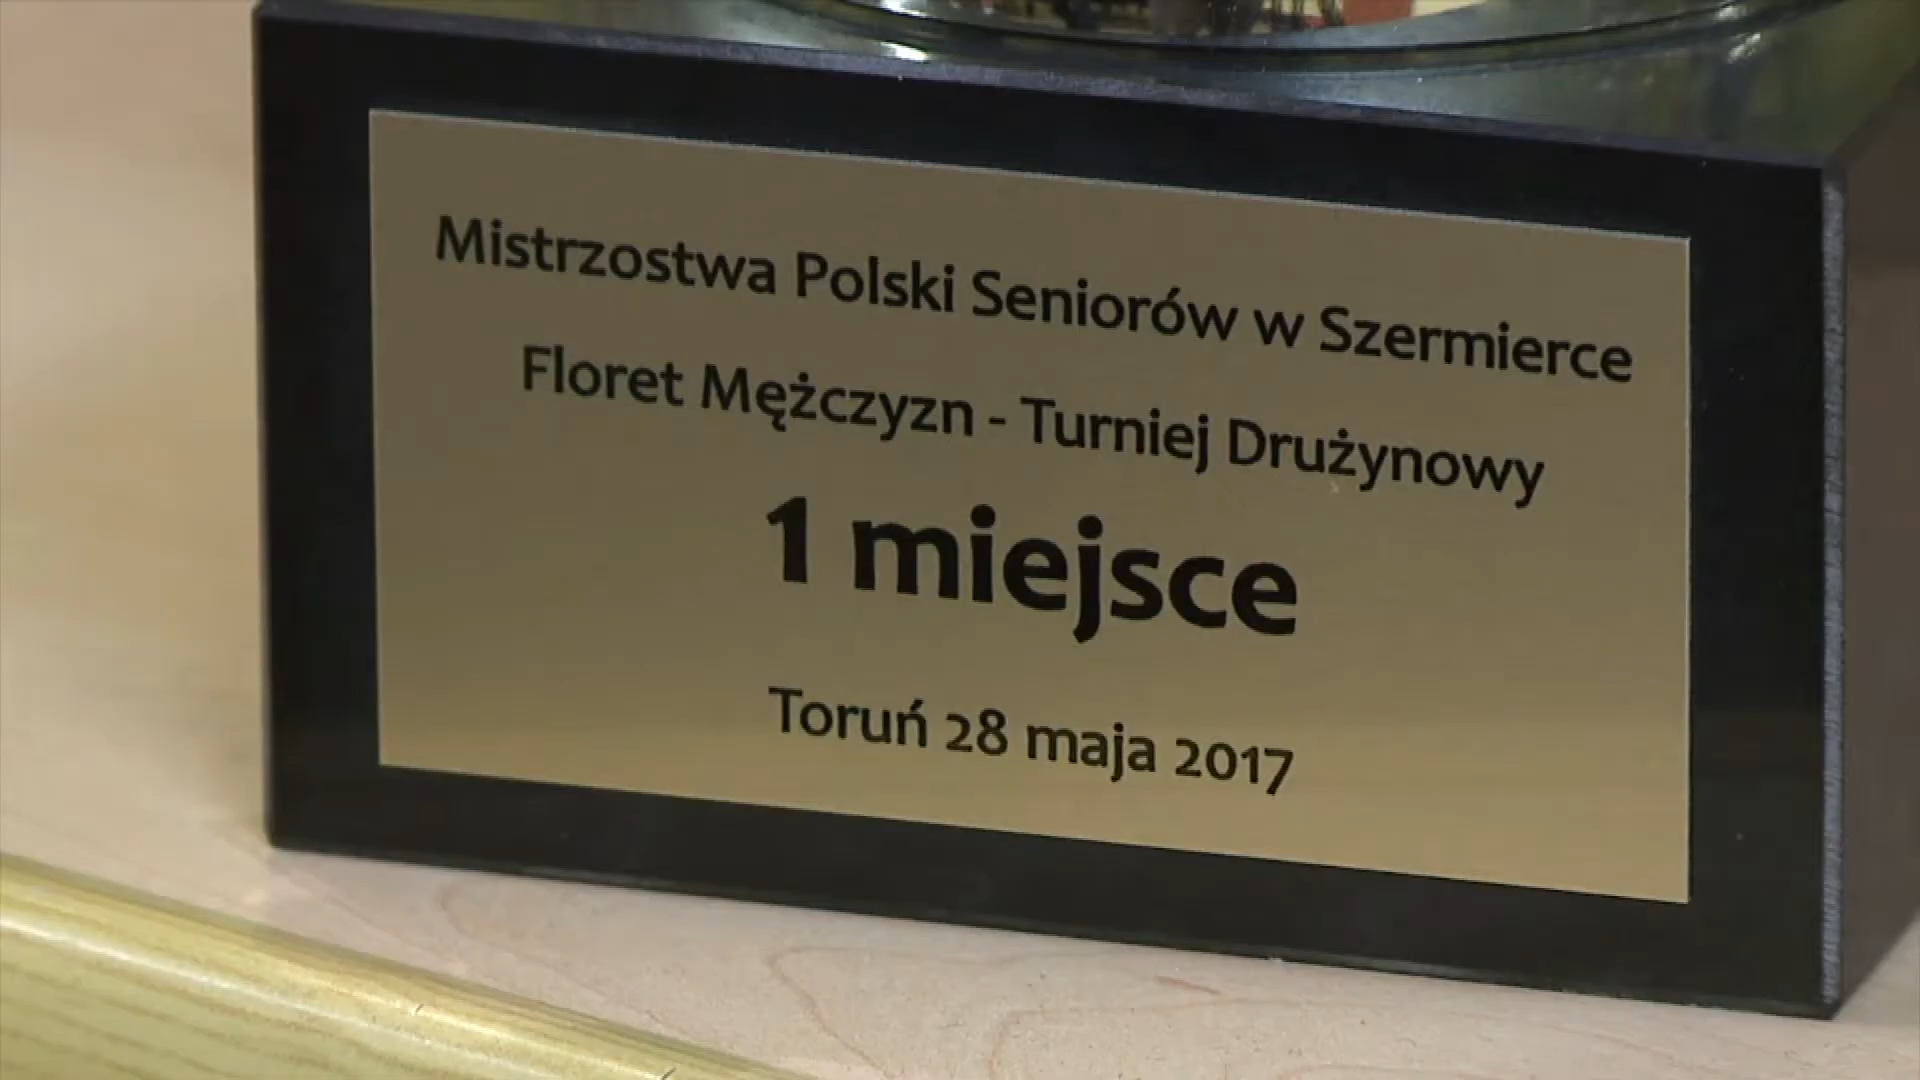 Mistrzostwa Polski Seniorów w Szermierce
Floret Mężczyzn - Turniej Drużynowy
1 miejsce
Toruń 28 maja 2017